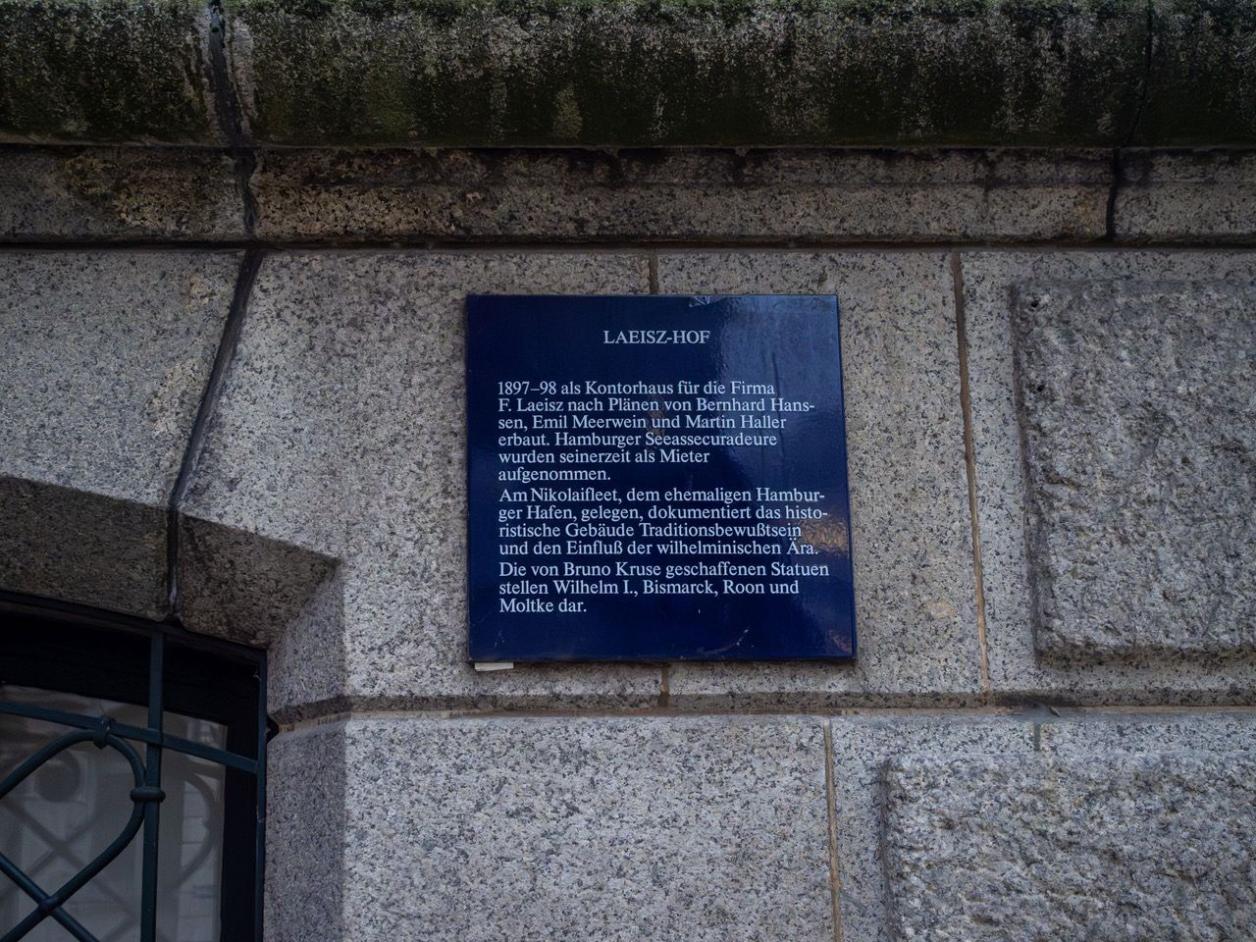 LAEISZ-HOF
1897–98 als Kontorhaus für die Firma
F. Laeisz nach Plänen von Bernhard Hans-
sen, Emil Meerwein und Martin Haller
erbaut. Hamburger Seeassecuradeure
wurden seinerzeit als Mieter
aufgenommen.
Am Nikolaifleet, dem ehemaligen Hambur-
ger Hafen, gelegen, dokumentiert das histo-
ristische Gebäude Traditionsbewußtsein
und den Einfluß der wilhelminischen Ära.
Die von Bruno Kruse geschaffenen Statuen
stellen Wilhelm I., Bismarck, Roon und
Moltke dar.